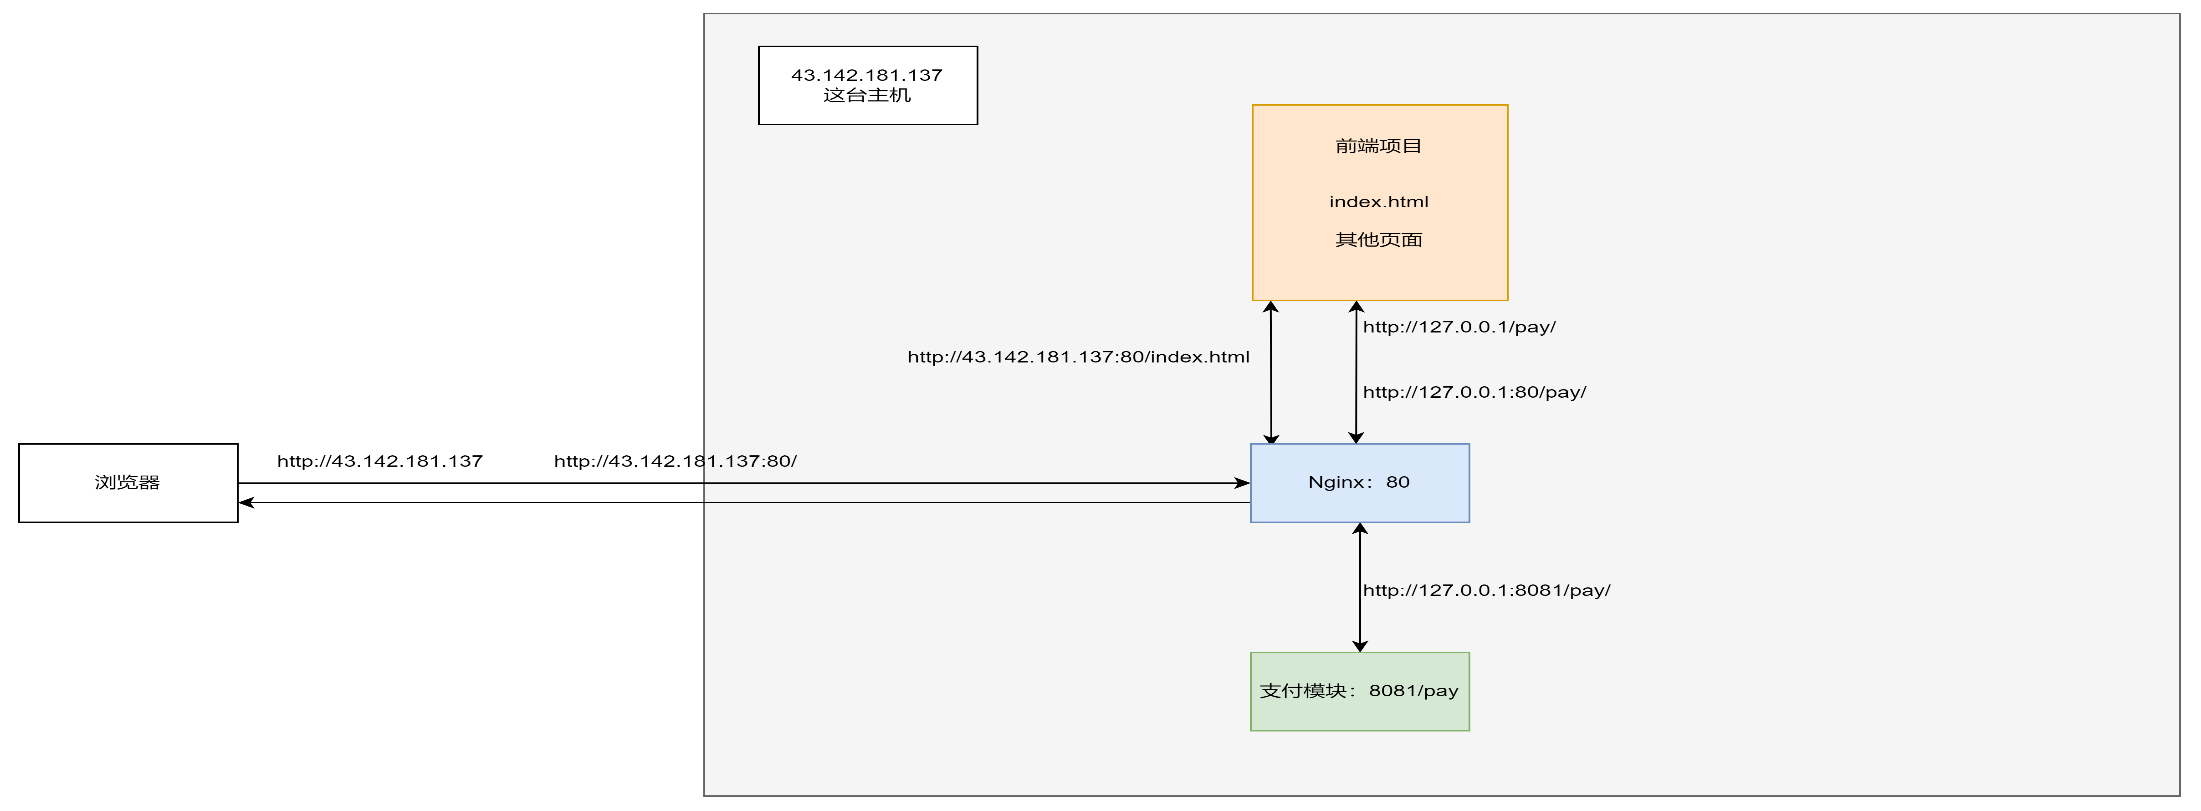 43.142.181.137
这台主机
前端项目
index.html
其他页面
http://127.0.0.1/pay/
http://43.142.181.137:80/index.html
http://127.0.0.1:80/pay/
http://43.142.181.137
http://43.142.181.137:80/
浏览器
Nginx：80
http://127.0.0.1:8081/pay/
支付模块：8081/pay